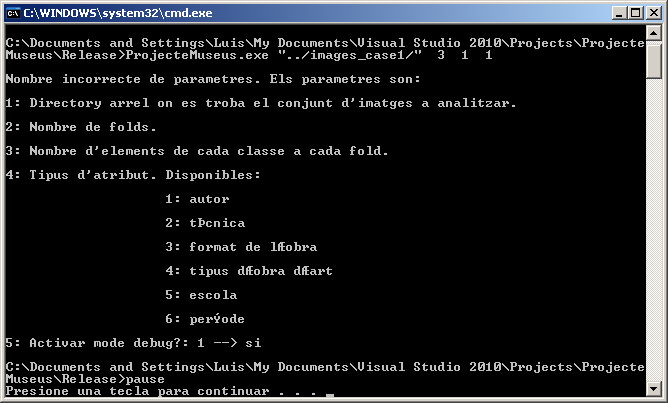 C:\WINDOWS\system32\cmd.exe
C:\Documents and Settings\Luis\My Documents\Visual Studio 2010\Projects\Projecte
Museus\Release>ProjecteMuseus.exe "../images_case1/" 3 1 1
Nombre incorrecte de parametres. Els parametres son:
1: Directory arrel on es troba el conjunt d'imatges a analitzar.
2: Nombre de folds.
3: Nombre d'elements de cada classe a cada fold.
4: Tipus d'atribut. Disponibles:
1: autor
2: tÞcnica
3: format de lÆobra
4: tipus dÆobra dÆart
5: escola
6: perÝode
5: Activar mode debug?: 1 --> si
C:\Documents and Settings\Luis\My Documents\Visual Studio 2010\Projects\Projecte
Museus\Release>pause
Presione una tecla para continuar . . . _